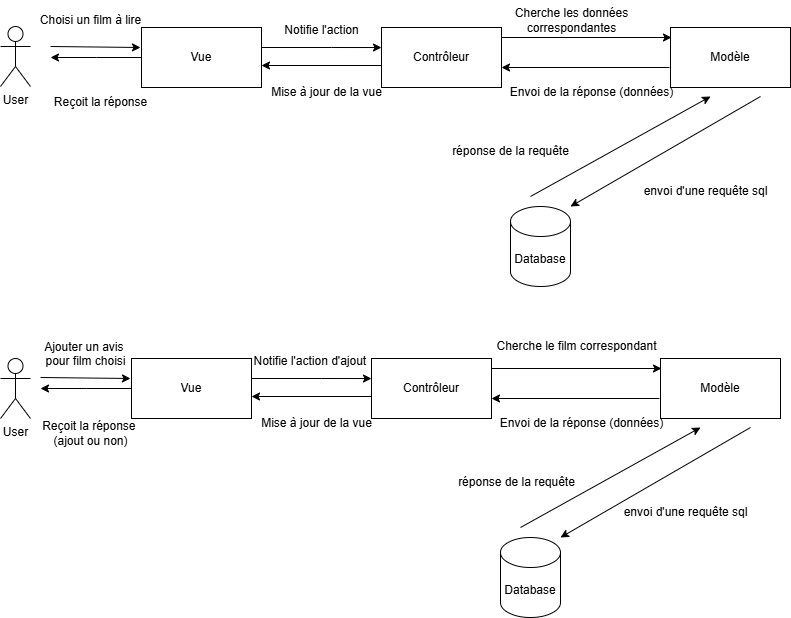 Choisi un film à lire
Cherche les données
correspondantes
Notifie l'action
Vue
Contrôleur
Modèle
User
Reçoit la réponse
Mise à jour de la vue
Envoi de la réponse (données)
réponse de la requête
envoi d'une requête sql
Database
Ajouter un avis
pour film choisi
Notifie l'action d'ajout
Cherche le film correspondant
Vue
Contrôleur
Modèle
User
Reçoit la réponse
(ajout ou non)
Mise à jour de la vue
Envoi de la réponse (données)
réponse de la requête
envoi d'une requête sql
Database